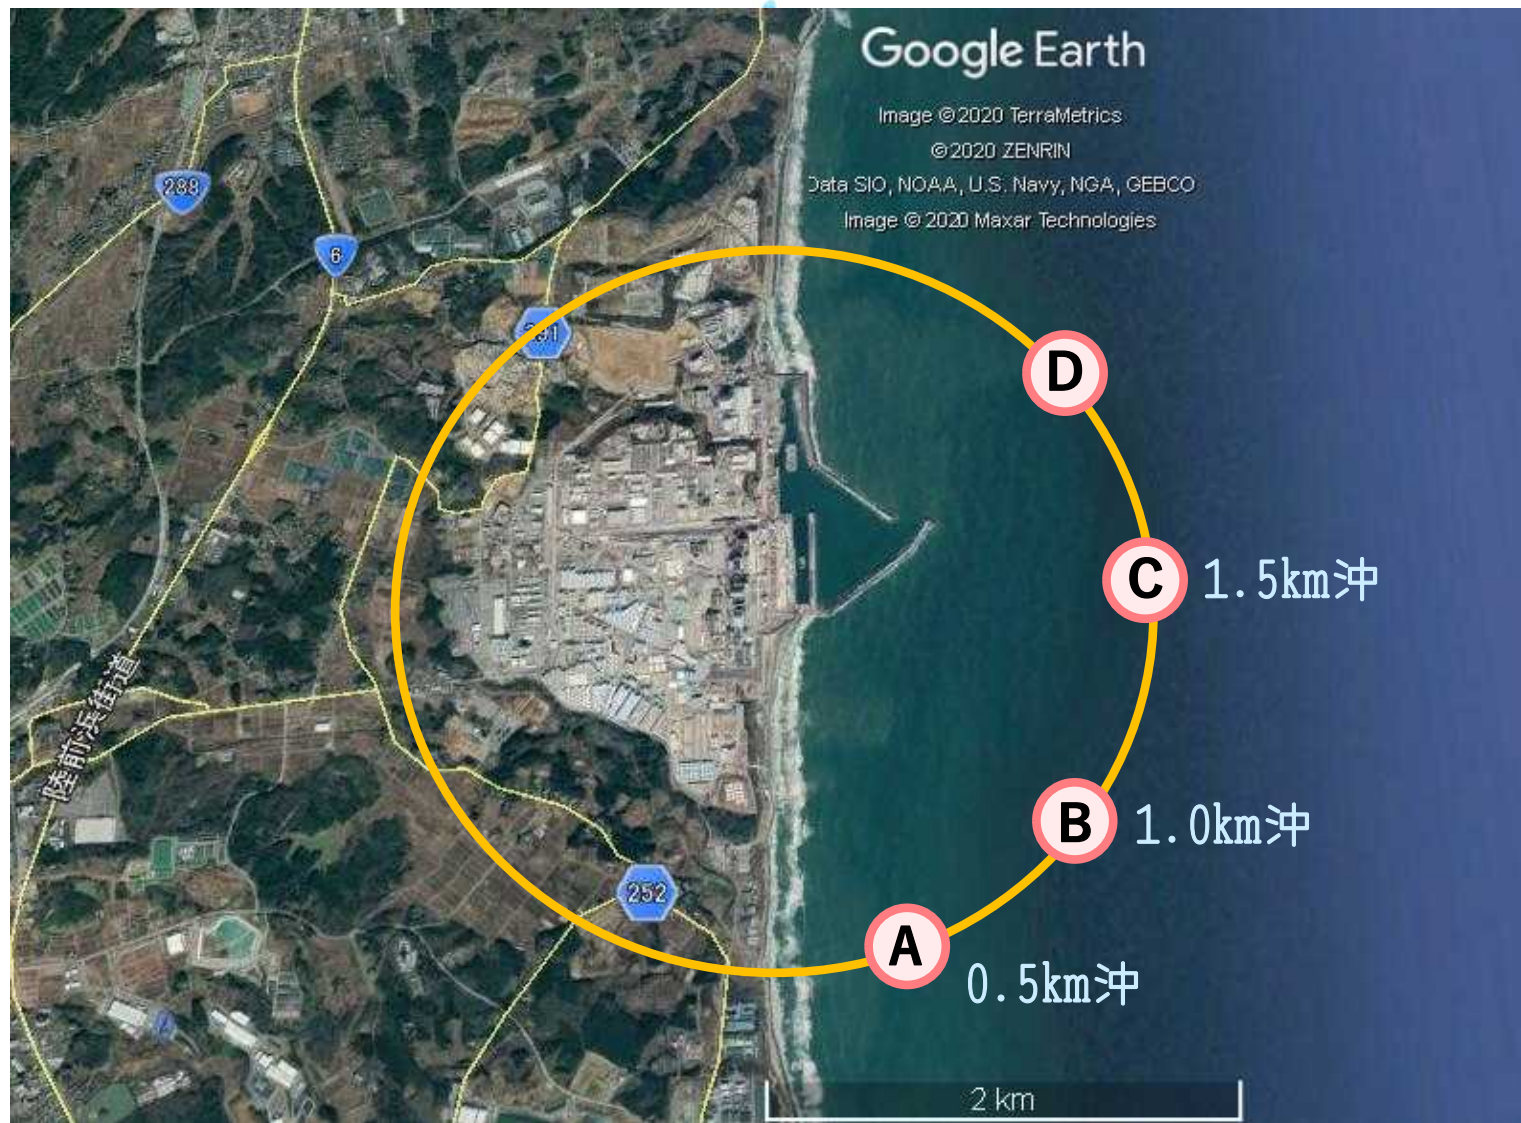 Google Earth
Image © 2020 TerraMetrics
© 2020 ZENRIN
Data SIO, NOAA, U.S. Navy, NGA, GEBCO
Image © 2020 Maxar Technologies
288
6
391
D
C
1.5km沖
陸前浜街道
B
1.0km沖
252
A
0.5km沖
2 km